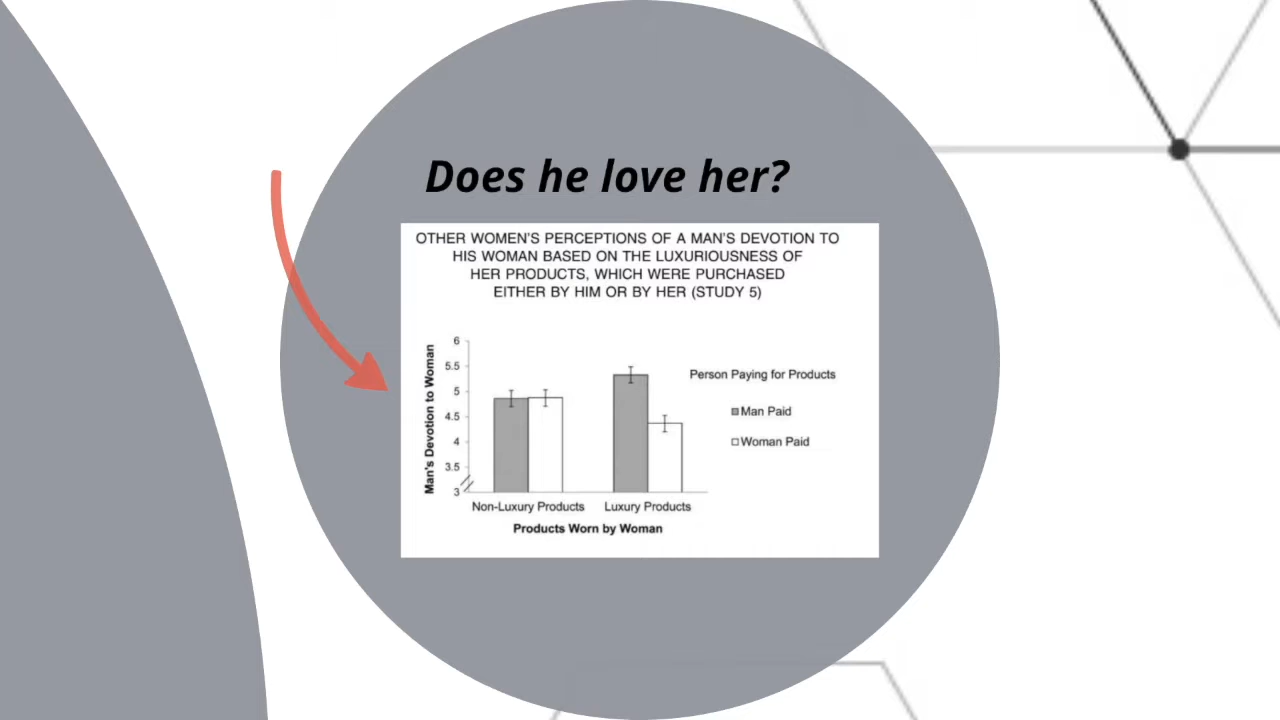 Does he love her?
OTHER WOMEN'S PERCEPTIONS OF A MAN'S DEVOTION TO
HIS WOMAN BASED ON THE LUXURIOUSNESS OF
HER PRODUCTS, WHICH WERE PURCHASED
EITHER BY HIM OR BY HER (STUDY 5)
Man's Devotion to Woman
6
5.5
5
4.5
4
3.5
3
Non-Luxury Products
Luxury Products
Products Worn by Woman
Person Paying for Products
Man Paid
Woman Paid